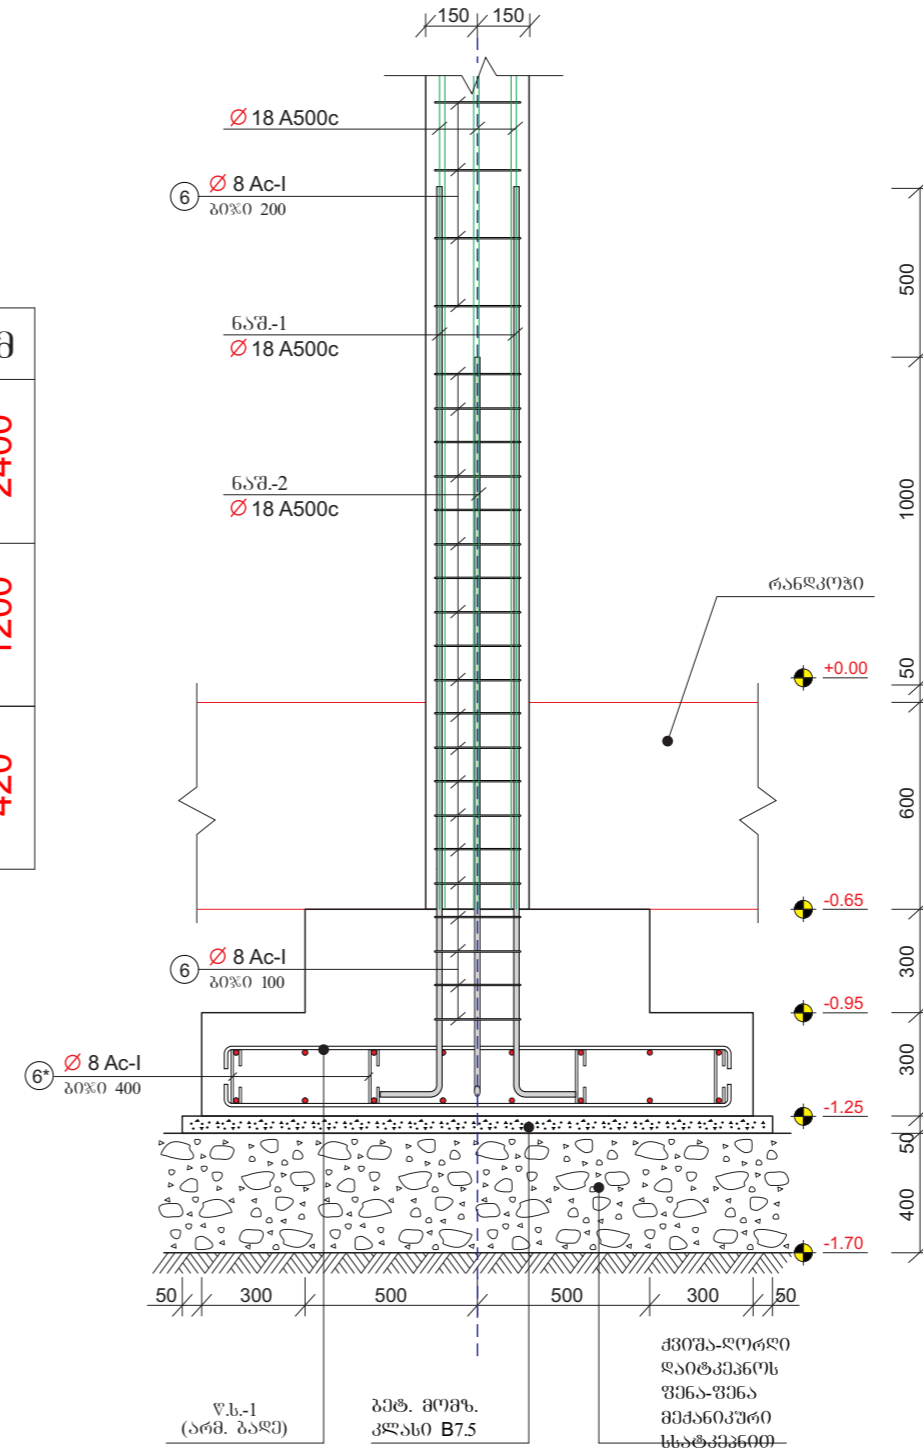 150 150
Ø 18 A500c
6
Ø 8 Ac-I
ბიჯი 200
500
ნაშ.-1
Ø 18 A500c
მ
2400
ნაშ.-2
Ø 18 A500c
1000
1200
რანდკოჭი
+0.00
50
420
600
-0.65
6
Ø 8 Ac-I
ბიჯი 100
300
-0.95
6*
Ø 8 Ac-I
ბიჯი 400
300
-1.25
50
400
-1.70
50 300 500 500 300 50
წ.ს.-1
(არმ. ბადე)
ბეტ. მომზ.
კლასი B7.5
ქვიშა-ღორღი
დაიტკეპნოს
ფენა-ფენა
მექანიკური
სატკეპნით